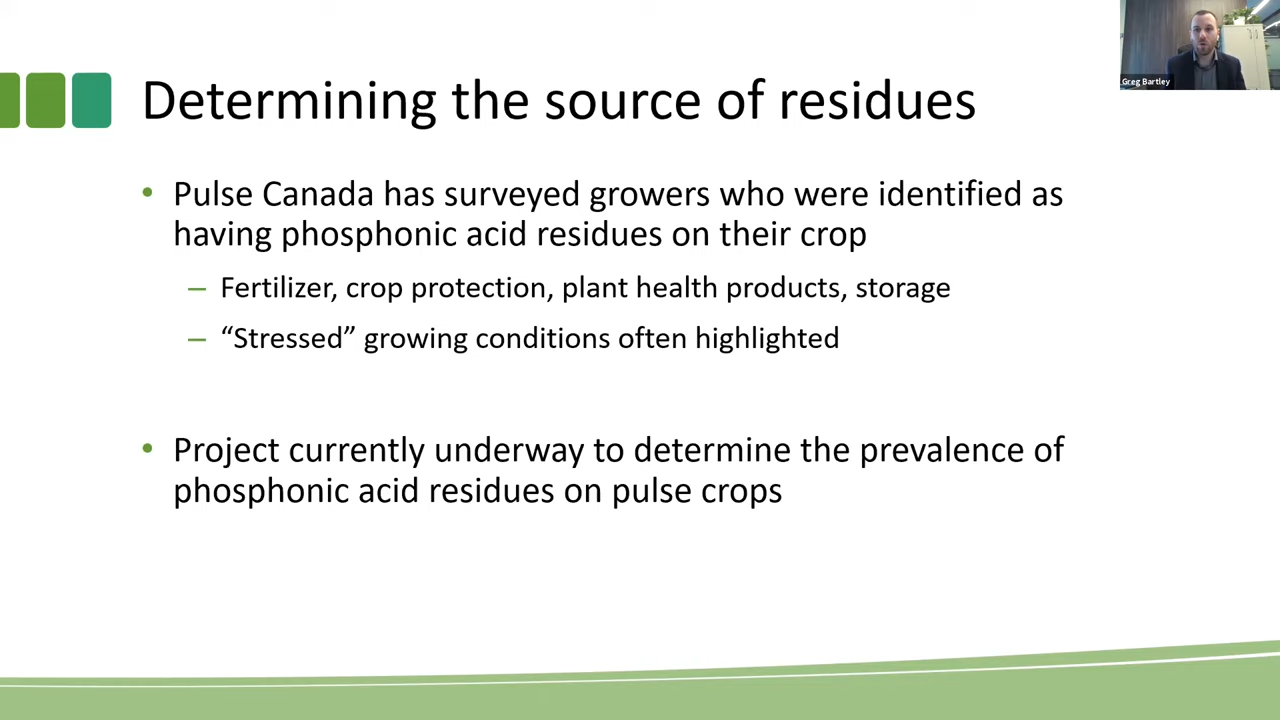 Greg Bartley
Determining the source of residues
• Pulse Canada has surveyed growers who were identified as
having phosphonic acid residues on their crop
– Fertilizer, crop protection, plant health products, storage
– “Stressed” growing conditions often highlighted
• Project currently underway to determine the prevalence of
phosphonic acid residues on pulse crops